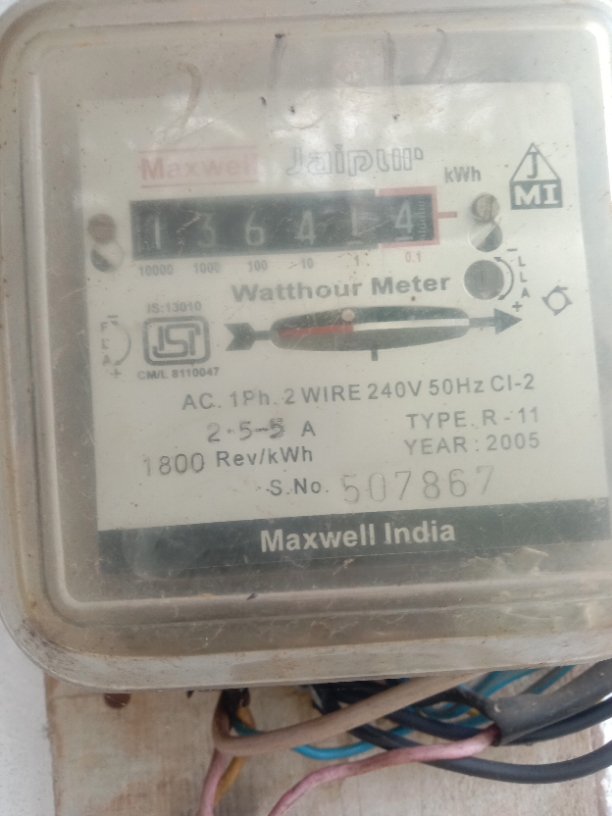 Maxwell Jaipur
kWh
J
MI
1 3 6 4 1 4
10000 1000 100 10 1 0.1
Watthour Meter
L
L
A
+
IS:13010
F
L
A
+
ISI
CM/L 8110047
AC. 1Ph. 2 WIRE 240V 50Hz Cl-2
2·5-5 A TYPE. R-11
1800 Rev/kWh YEAR : 2005
S.No. 507867
Maxwell India